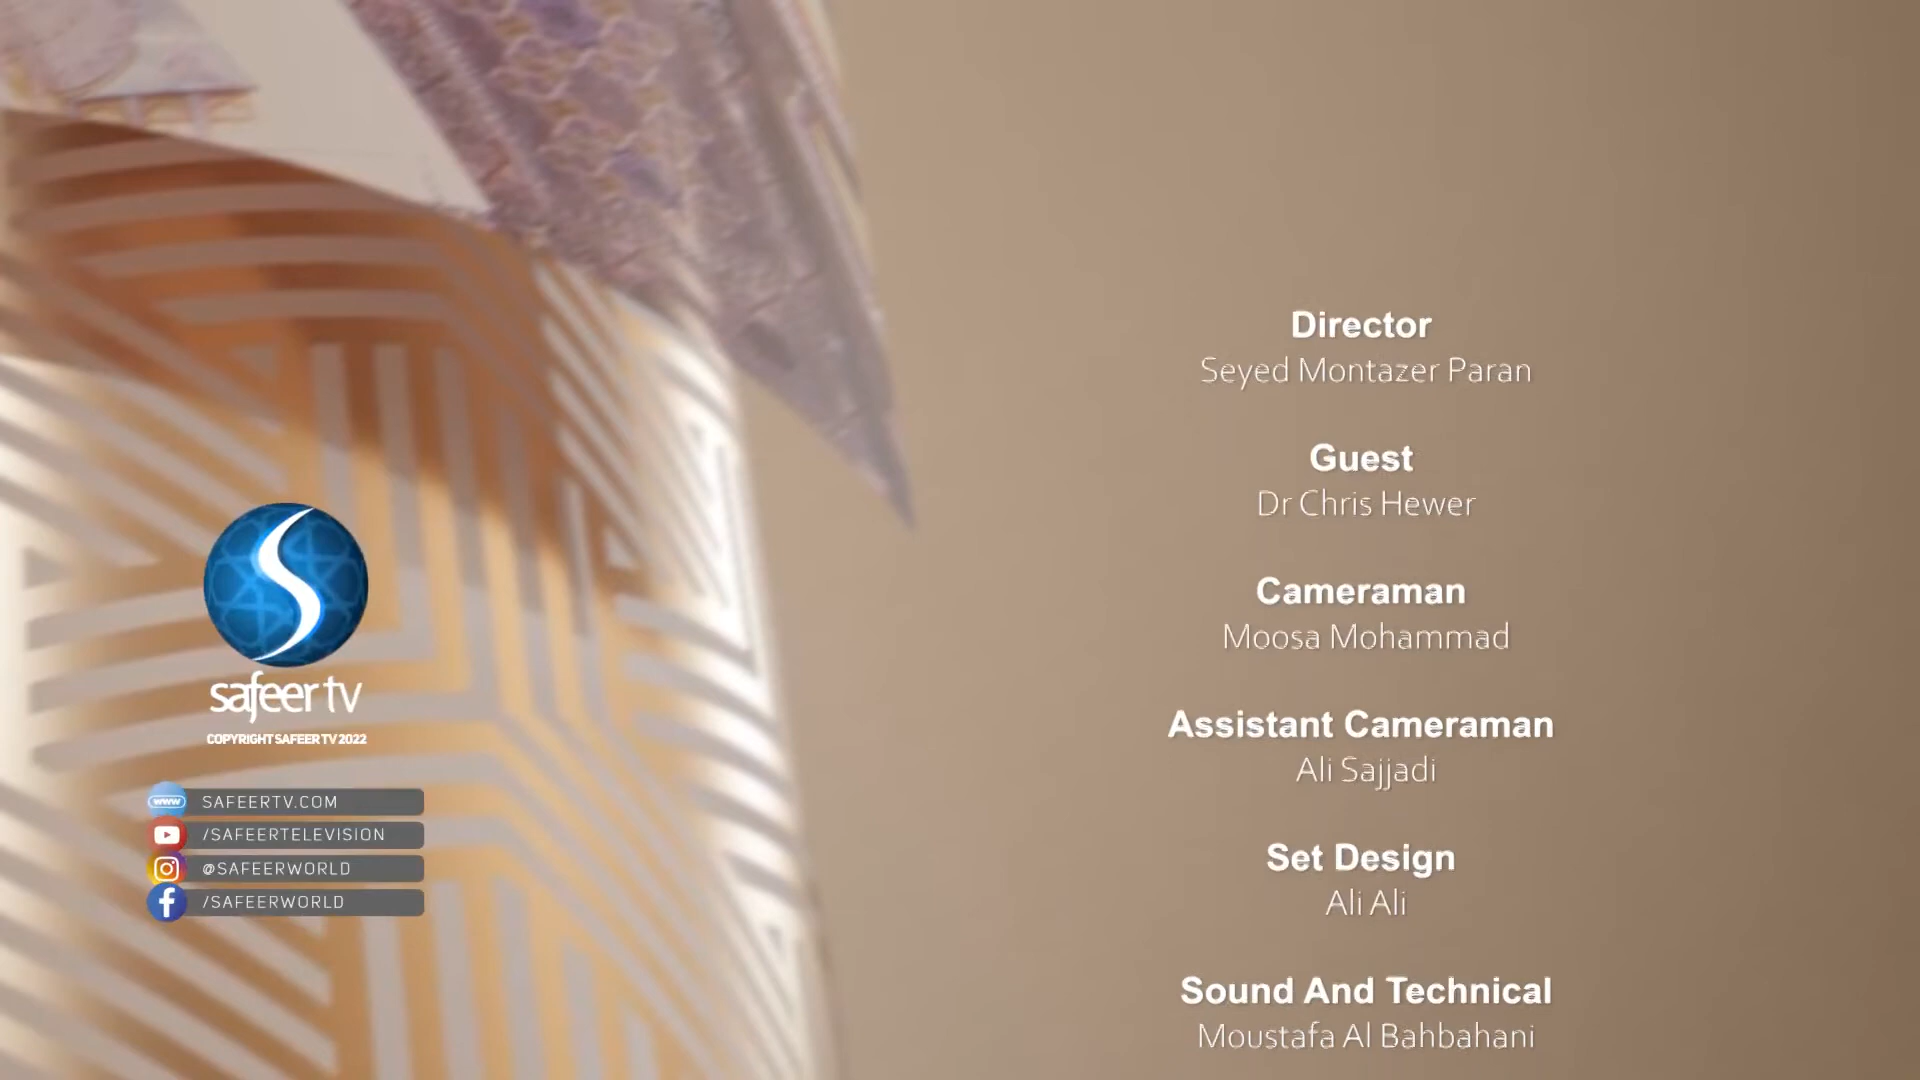 Director
Seyed Montazer Paran
Guest
Dr Chris Hewer
Cameraman
Moosa Mohammad
Assistant Cameraman
Ali Sajjadi
Set Design
Ali Ali
Sound And Technical
Moustafa Al Bahbahani
safeer tv
COPYRIGHT SAFEER TV 2022
www SAFEERTV.COM
/SAFEERTELEVISION
@SAFEERWORLD
/SAFEERWORLD